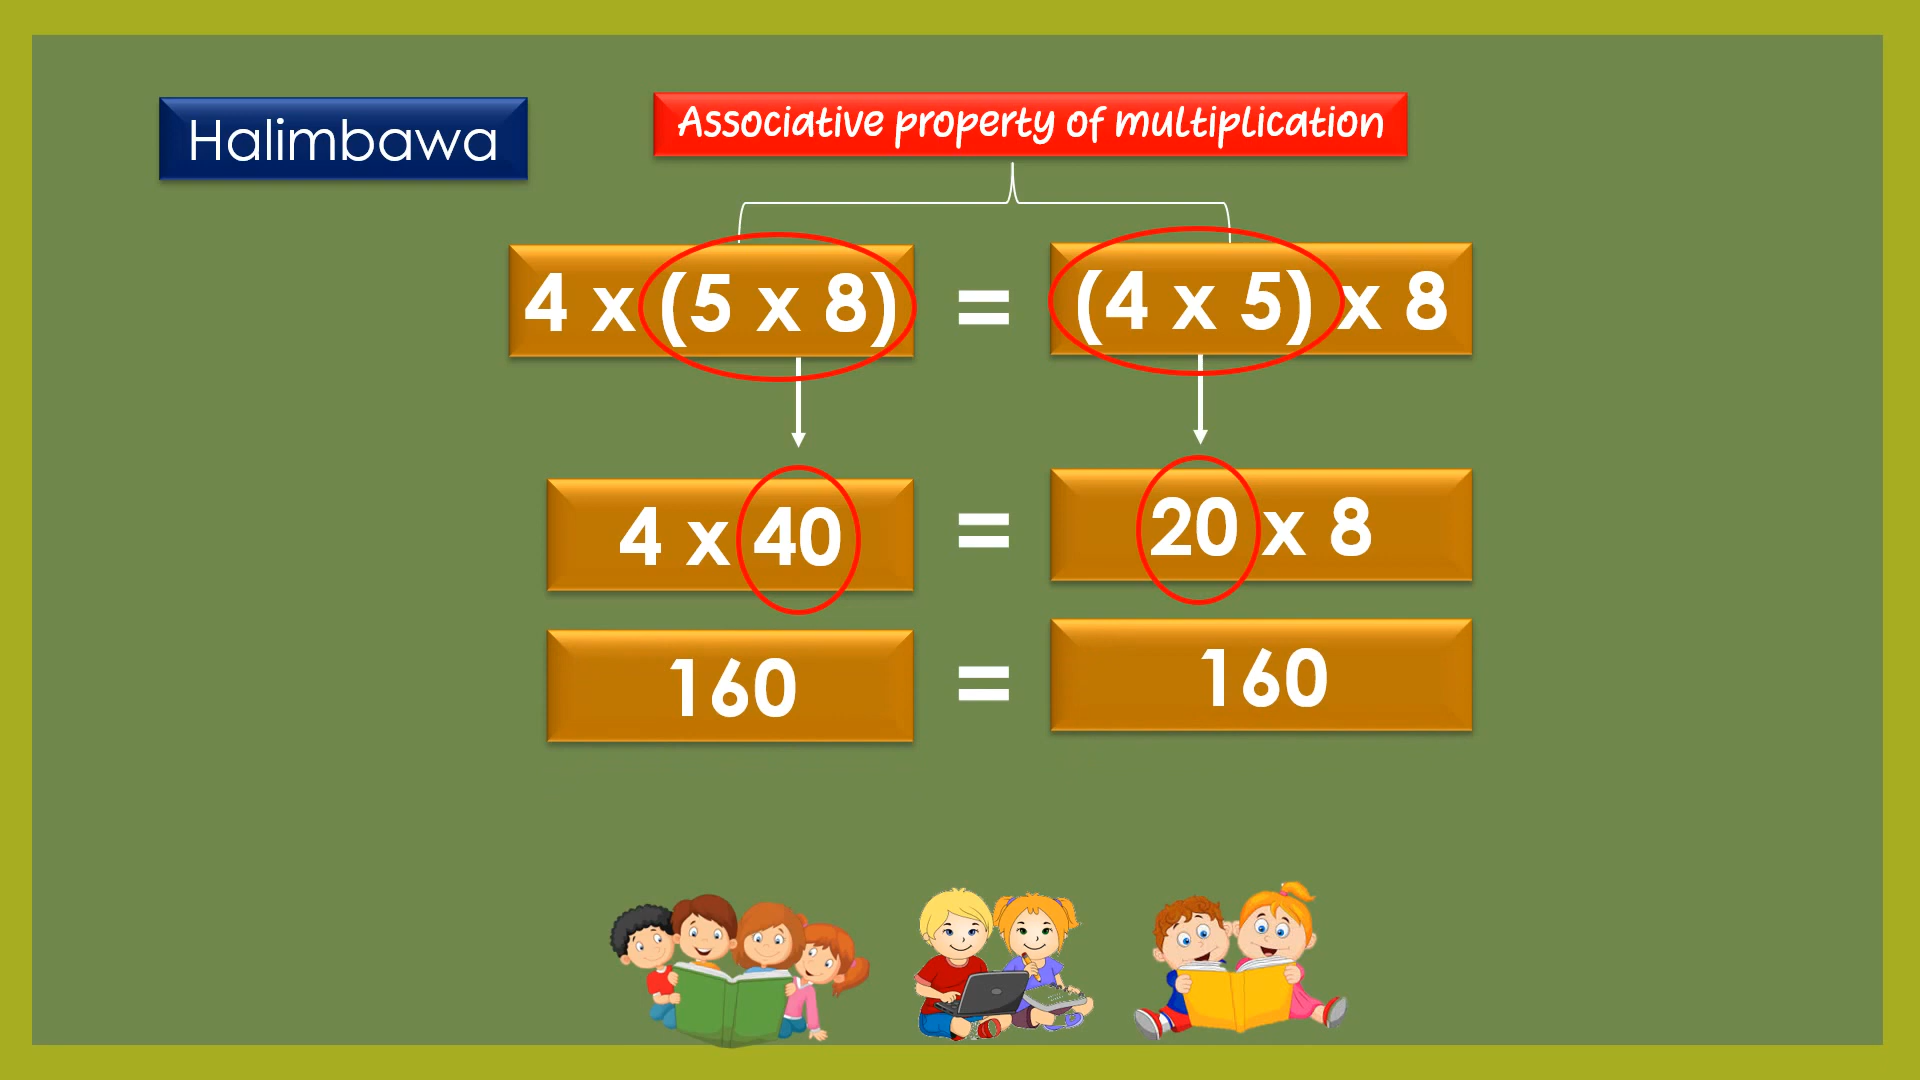 Halimbawa
Associative property of multiplication
4 x (5 x 8) = (4 x 5) x 8
4 x 40 = 20 x 8
160 = 160